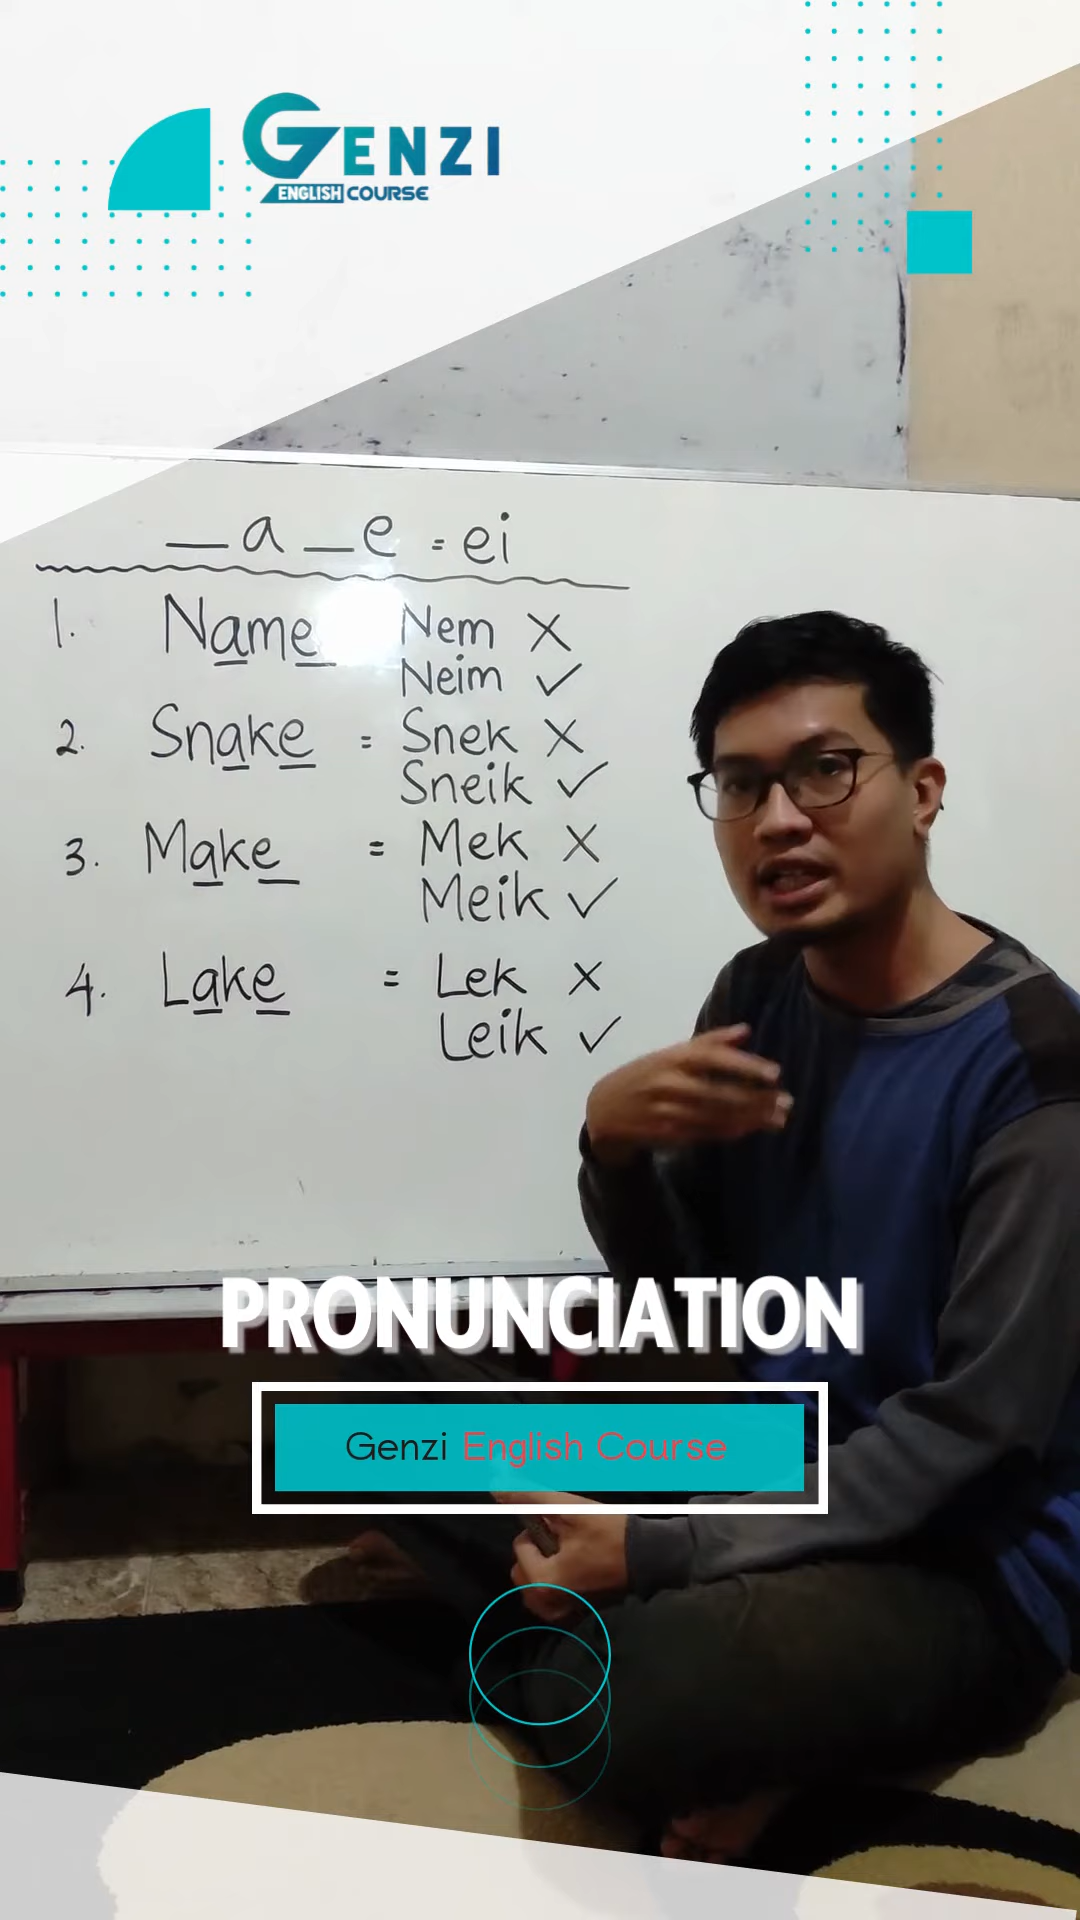 GENZI
ENGLISH COURSE
_a_e = ei
1. Name Nem X
Neim ✓
2. Snake = Snek X
Sneik ✓
3. Make = Mek X
Meik ✓
4. Lake = Lek X
Leik ✓
PRONUNCIATION
Genzi English Course